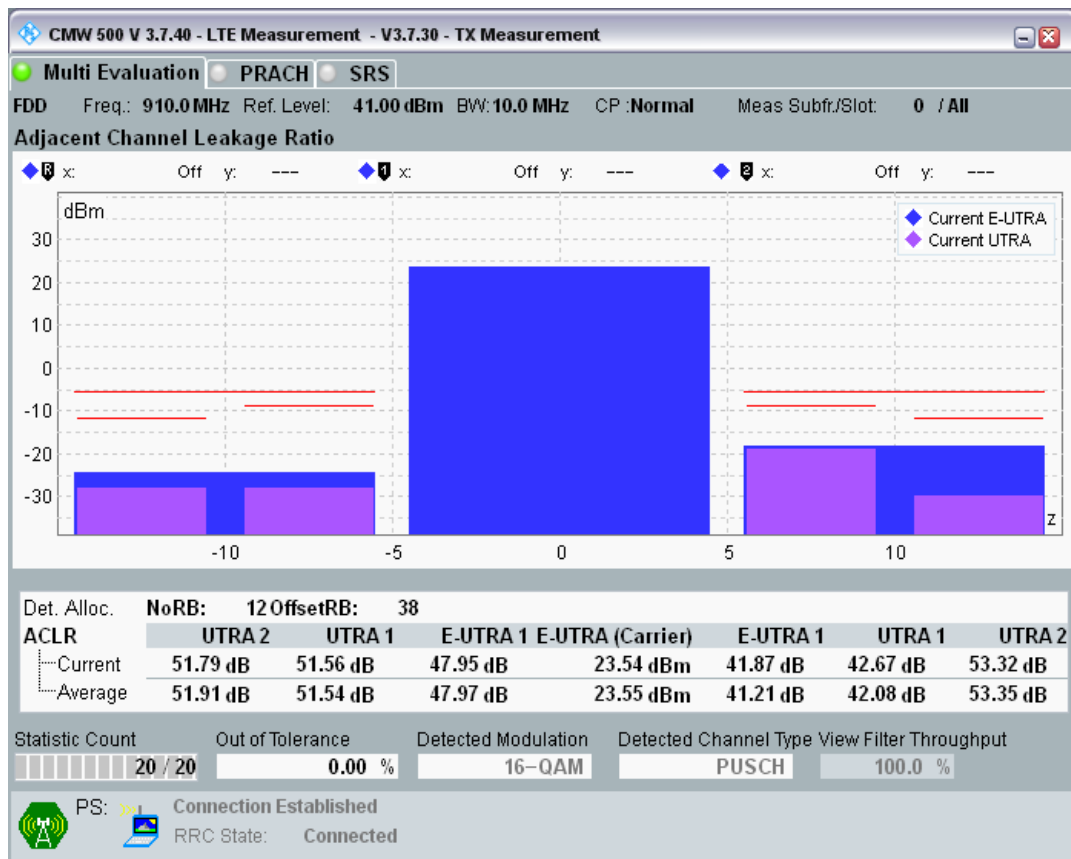 CMW 500 V 3.7.40 - LTE Measurement - V3.7.30 - TX Measurement
Multi Evaluation PRACH SRS
FDD Freq.: 910.0 MHz Ref. Level: 41.00 dBm BW: 10.0 MHz CP :Normal Meas Subfr./Slot: 0 / All
Adjacent Channel Leakage Ratio
R x: Off y: --- 1 x: Off y: --- 2 x: Off y: ---
dBm
Current E-UTRA
Current UTRA
30
20
10
0
-10
-20
-30
z
-10 -5 0 5 10
Det. Alloc. NoRB: 12 OffsetRB: 38
ACLR UTRA 2 UTRA 1 E-UTRA 1 E-UTRA (Carrier) E-UTRA 1 UTRA 1 UTRA 2
Current 51.79 dB 51.56 dB 47.95 dB 23.54 dBm 41.87 dB 42.67 dB 53.32 dB
Average 51.91 dB 51.54 dB 47.97 dB 23.55 dBm 41.21 dB 42.08 dB 53.35 dB
Statistic Count Out of Tolerance Detected Modulation Detected Channel Type View Filter Throughput
20 / 20 0.00 % 16-QAM PUSCH 100.0 %
PS: Connection Established
RRC State: Connected